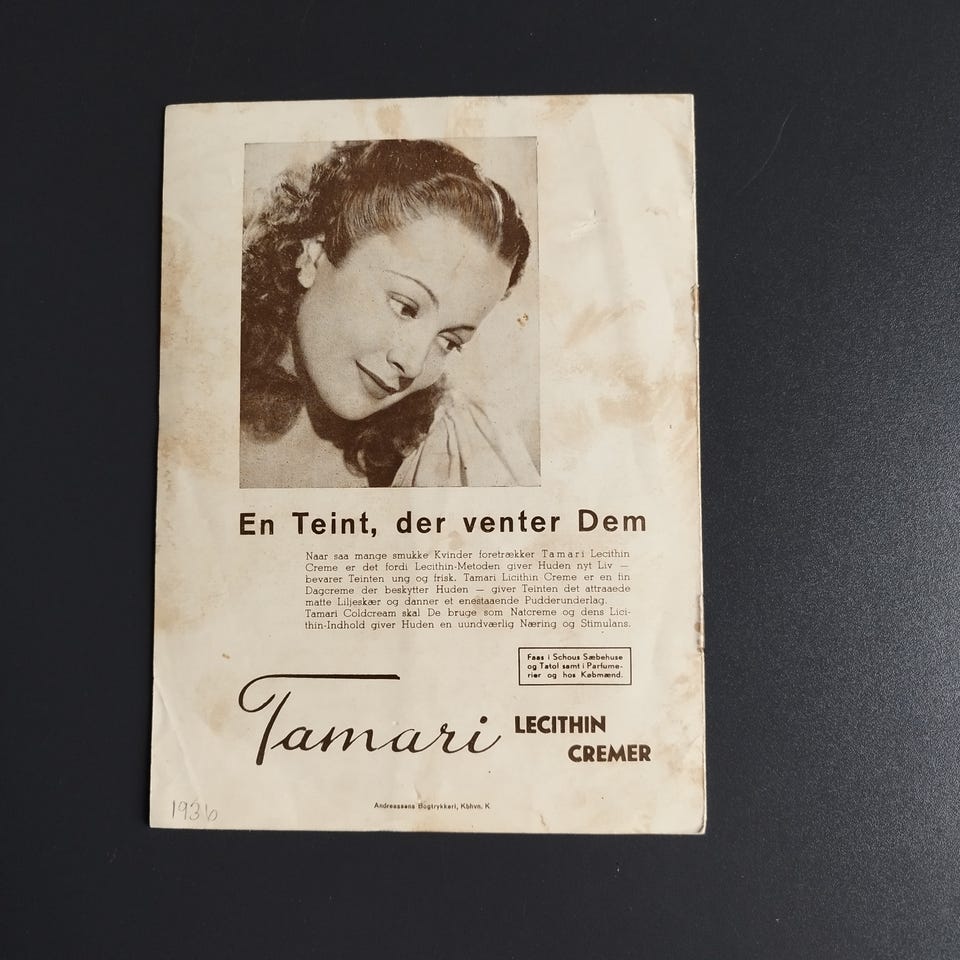 En Teint, der venter Dem
Naar saa mange smukke Kvinder foretrækker Tamari Lecithin
Creme er det fordi Lecithin-Metoden giver Huden nyt Liv —
bevarer Teinten ung og frisk. Tamari Licithin Creme er en fin
Dagcreme der beskytter Huden — giver Teinten det attraaede
matte Liljeskær og danner et enestaaende Pudderunderlag.
Tamari Coldcream skal De bruge som Natcreme og dens Lici-
thin-Indhold giver Huden en uundværlig Næring og Stimulans.
Faas i Schous Sæbehuse
og Tatol samt i Parfume-
rier og hos Købmænd.
Tamari LECITHIN
CREMER
Andreassens Bogtrykkeri, Kbhvn. K
1936